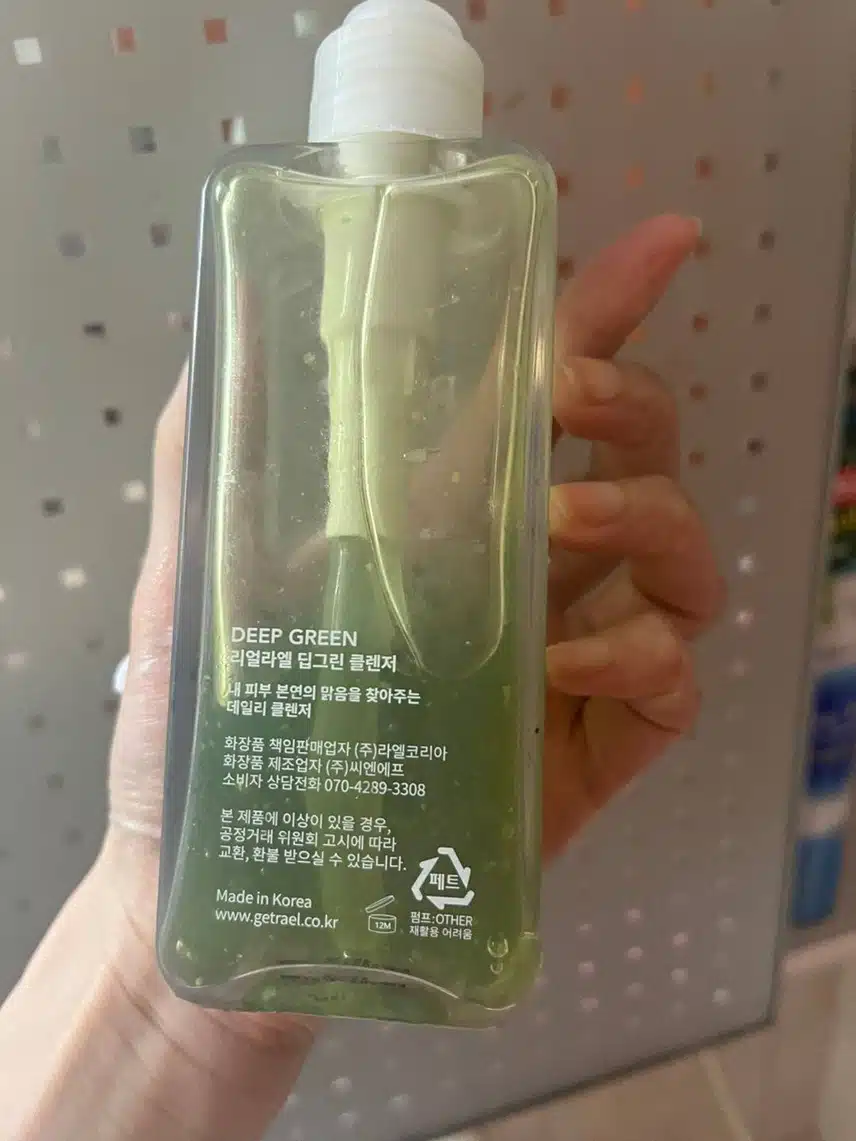 DEEP GREEN
리얼라엘 딥그린 클렌저
내 피부 본연의 맑음을 찾아주는
데일리 클렌저
화장품 책임판매업자 (주)라엘코리아
화장품 제조업자 (주)씨엔에프
소비자 상담전화 070-4289-3308
본 제품에 이상이 있을 경우,
공정거래 위원회 고시에 따라
교환, 환불 받으실 수 있습니다.
페트
Made in Korea
www.getrael.co.kr
12M
펌프:OTHER
재활용 어려움